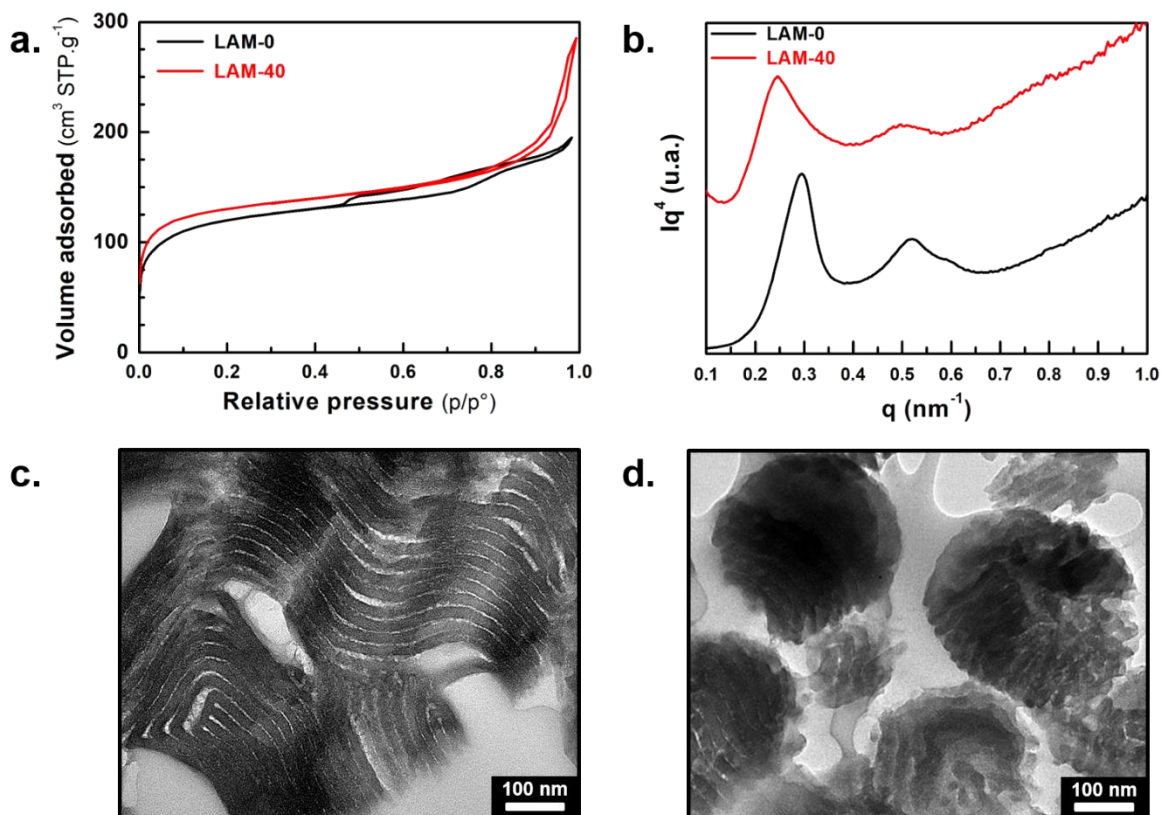 a.
Volume adsorbed (cm³ STP.g⁻¹)
300
250
200
150
100
50
0
LAM-0
LAM-40
0.0 0.2 0.4 0.6 0.8 1.0
Relative pressure (p/p°)
b.
Iq⁴ (u.a.)
LAM-0
LAM-40
0.1 0.2 0.3 0.4 0.5 0.6 0.7 0.8 0.9 1.0
q (nm⁻¹)
c.
100 nm
d.
100 nm